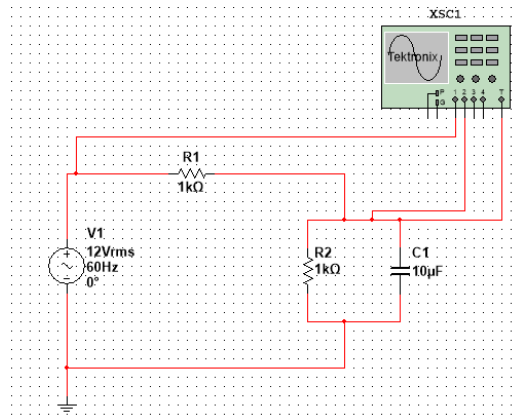 XSC1
Tektronix
P
G
1 2 3 4 T
R1
1kΩ
V1
12Vrms
60Hz
0°
R2
1kΩ
C1
10µF